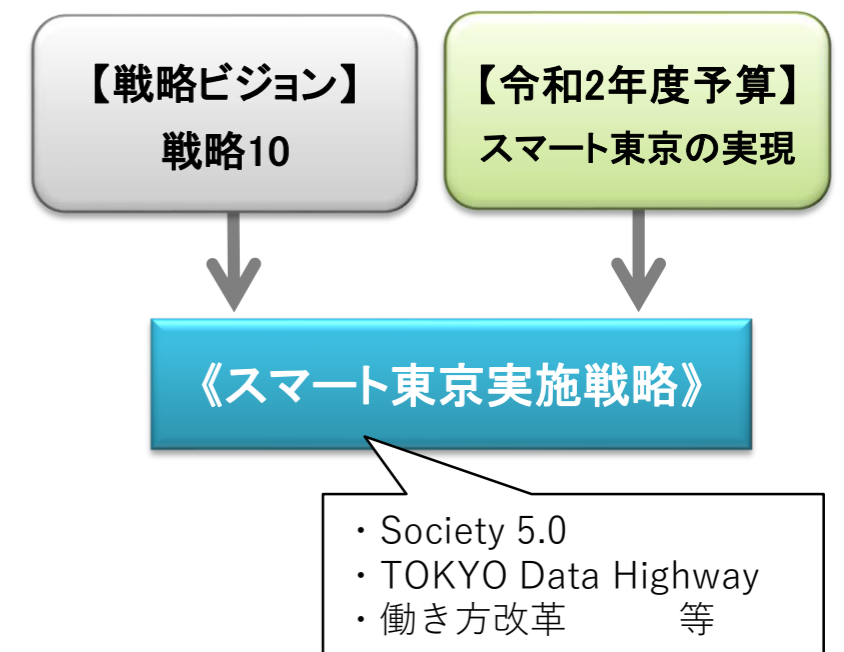 【戦略ビジョン】
戦略10
【令和2年度予算】
スマート東京の実現
《スマート東京実施戦略》
・Society 5.0
・TOKYO Data Highway
・働き方改革　　　等